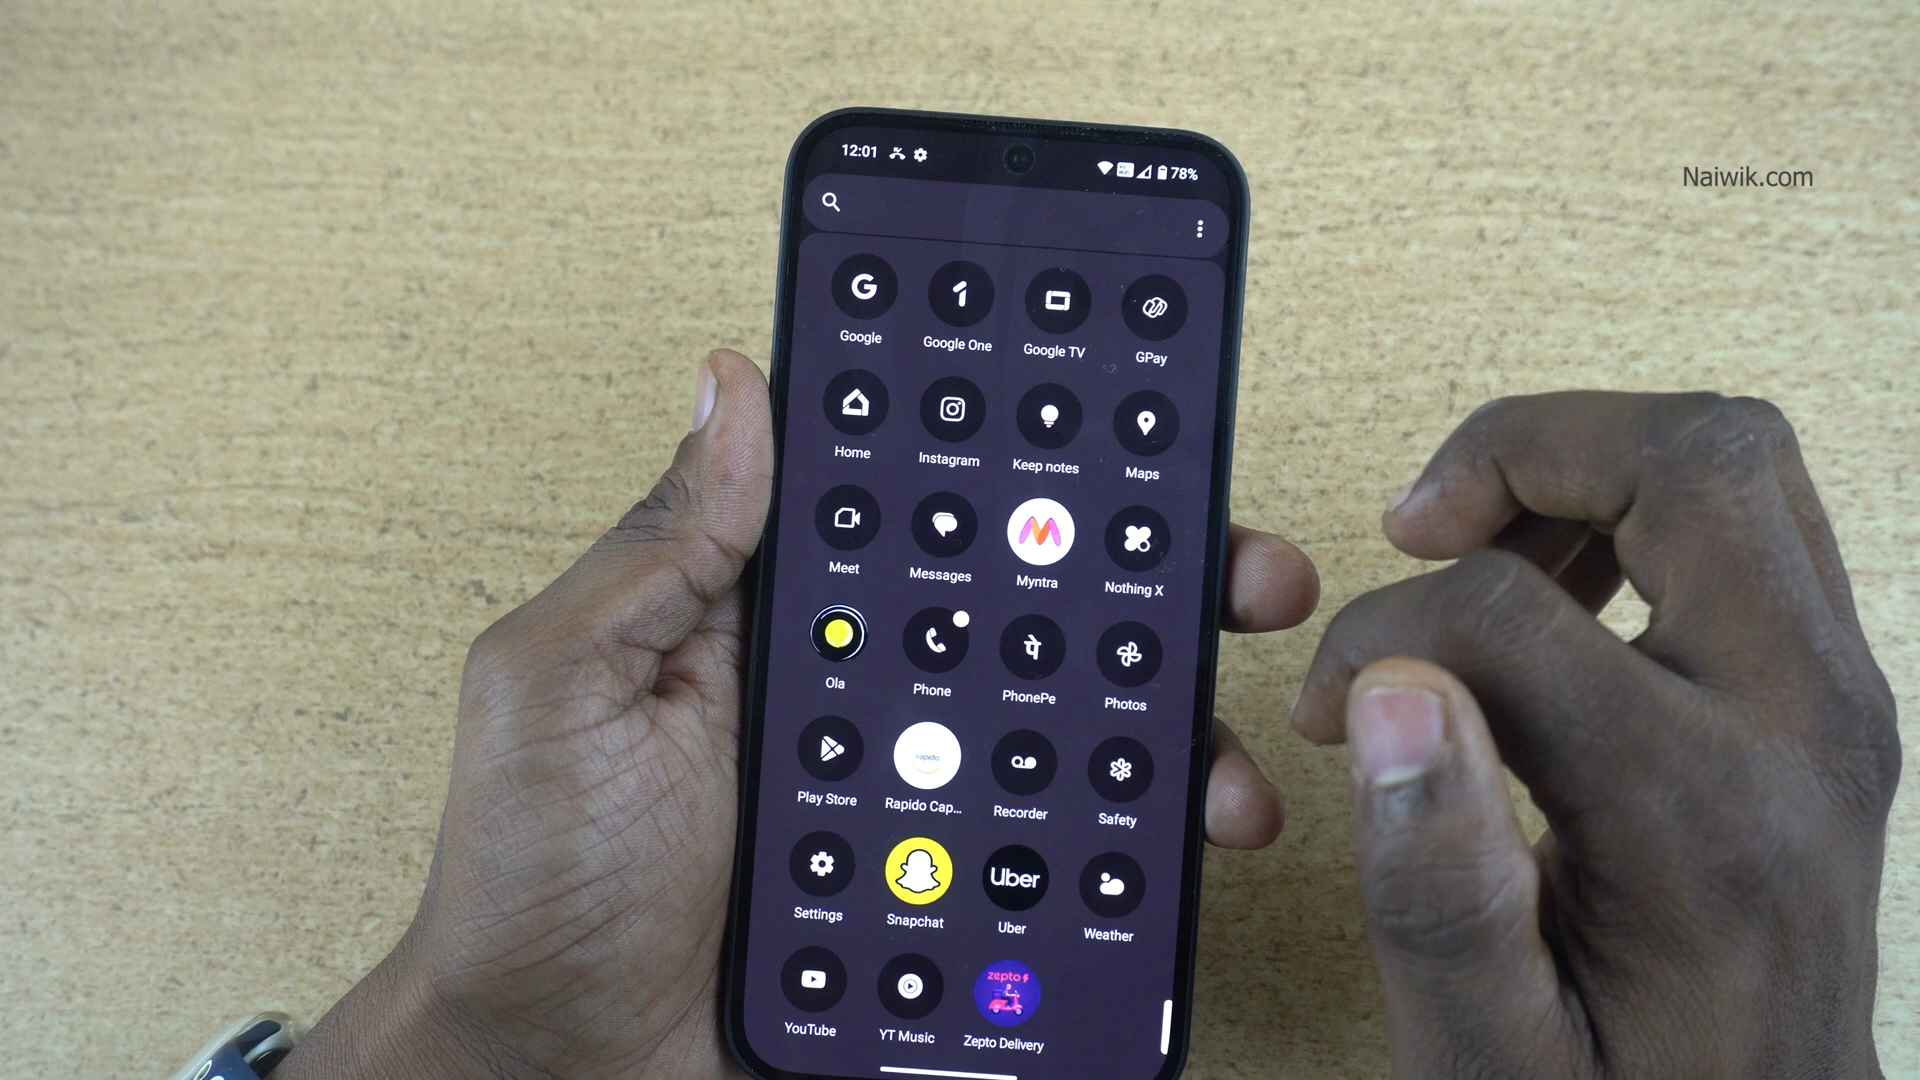 12:01
78%
Naiwik.com
Google
Google One
Google TV
GPay
Home
Instagram
Keep notes
Maps
Meet
Messages
Myntra
Nothing X
Ola
Phone
पे
PhonePe
Photos
Play Store
rapido
Rapido Cap...
Recorder
Safety
Settings
Snapchat
Uber
Uber
Weather
YouTube
YT Music
zepto
Zepto Delivery